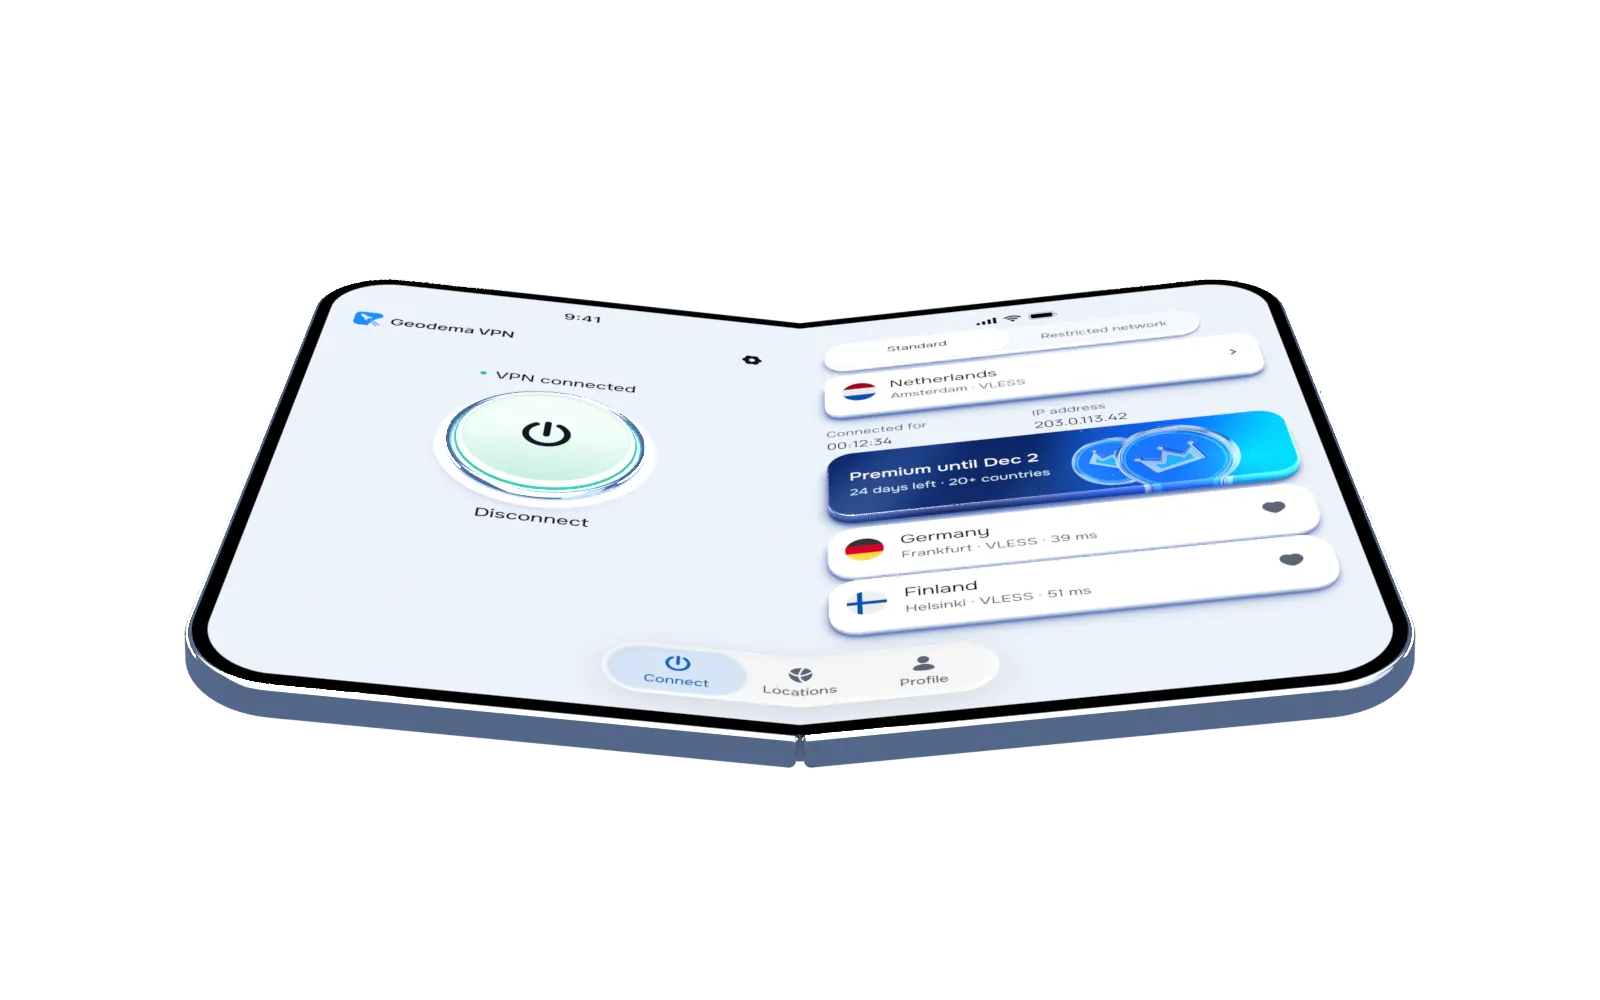 Geodema VPN
9:41
VPN connected
Disconnect
Standard
Restricted network
Netherlands
Amsterdam · VLESS
Connected for
00:12:34
IP address
203.0.113.42
Premium until Dec 2
24 days left · 20+ countries
Germany
Frankfurt · VLESS · 39 ms
Finland
Helsinki · VLESS · 51 ms
Connect
Locations
Profile